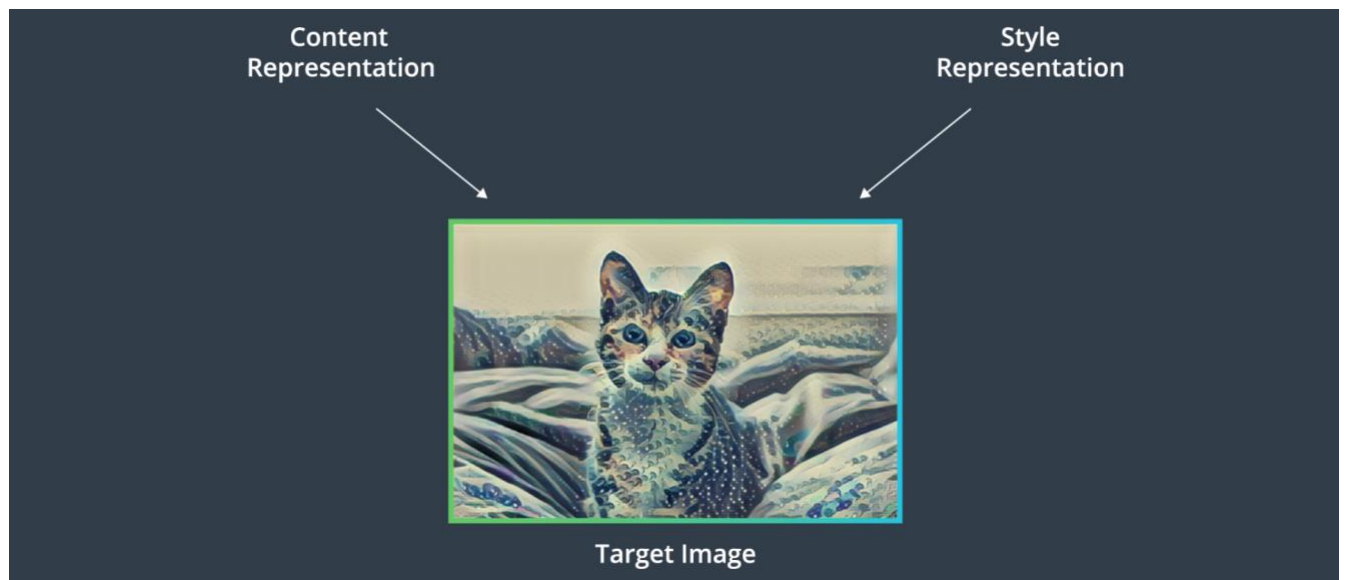 Content
Representation
Style
Representation
Target Image